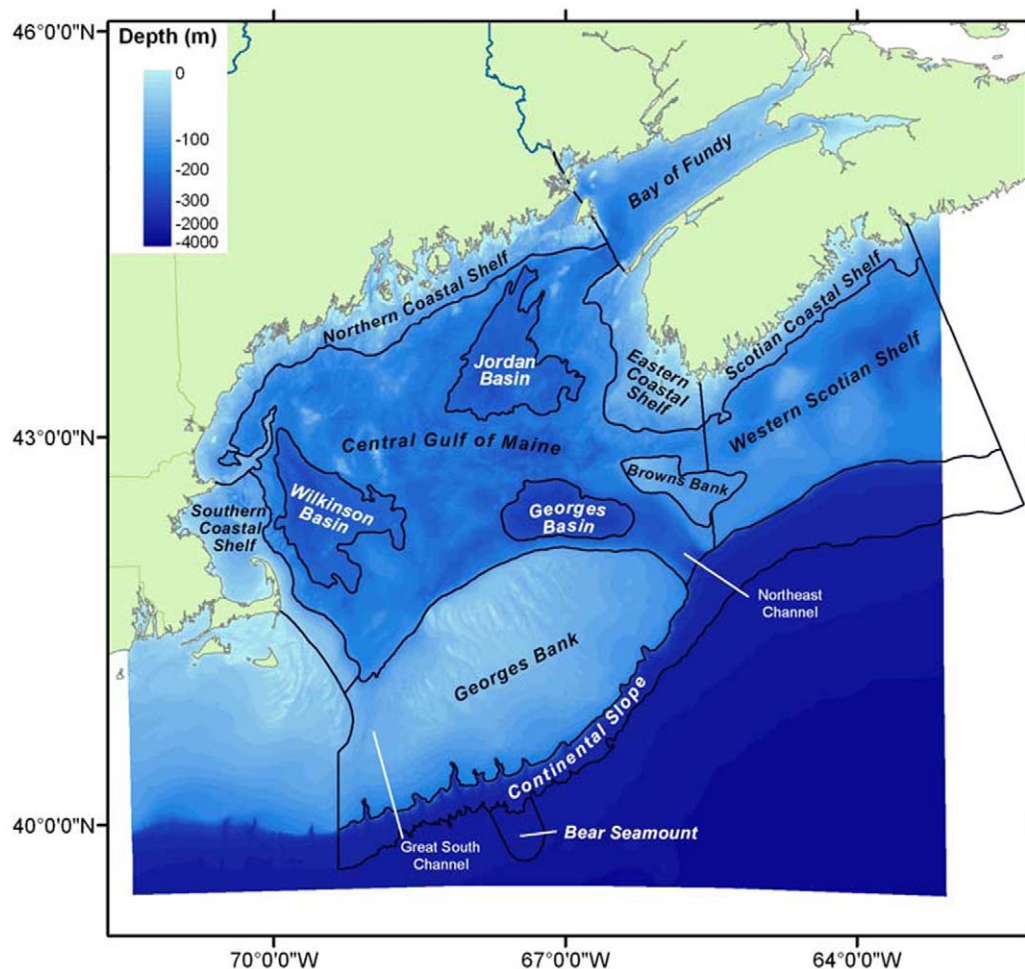 46°0'0"N
Depth (m)
0
-100
-200
-300
-2000
-4000
Bay of Fundy
Northern Coastal Shelf
Scotian Coastal Shelf
Jordan
Basin
Eastern
Coastal
Shelf
Western Scotian Shelf
43°0'0"N
Central Gulf of Maine
Browns Bank
Wilkinson
Basin
Georges
Basin
Southern
Coastal
Shelf
Northeast
Channel
Georges Bank
Continental Slope
40°0'0"N
Great South
Channel
Bear Seamount
70°0'0"W
67°0'0"W
64°0'0"W